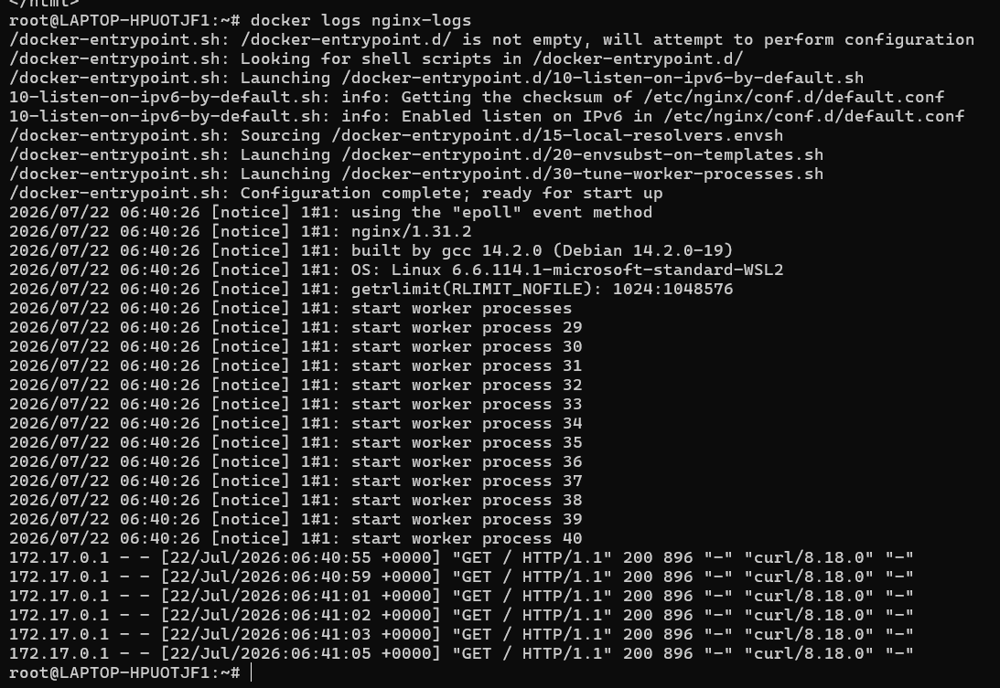 </html>
root@LAPTOP-HPUOTJF1:~# docker logs nginx-logs
/docker-entrypoint.sh: /docker-entrypoint.d/ is not empty, will attempt to perform configuration
/docker-entrypoint.sh: Looking for shell scripts in /docker-entrypoint.d/
/docker-entrypoint.sh: Launching /docker-entrypoint.d/10-listen-on-ipv6-by-default.sh
10-listen-on-ipv6-by-default.sh: info: Getting the checksum of /etc/nginx/conf.d/default.conf
10-listen-on-ipv6-by-default.sh: info: Enabled listen on IPv6 in /etc/nginx/conf.d/default.conf
/docker-entrypoint.sh: Sourcing /docker-entrypoint.d/15-local-resolvers.envsh
/docker-entrypoint.sh: Launching /docker-entrypoint.d/20-envsubst-on-templates.sh
/docker-entrypoint.sh: Launching /docker-entrypoint.d/30-tune-worker-processes.sh
/docker-entrypoint.sh: Configuration complete; ready for start up
2026/07/22 06:40:26 [notice] 1#1: using the "epoll" event method
2026/07/22 06:40:26 [notice] 1#1: nginx/1.31.2
2026/07/22 06:40:26 [notice] 1#1: built by gcc 14.2.0 (Debian 14.2.0-19)
2026/07/22 06:40:26 [notice] 1#1: OS: Linux 6.6.114.1-microsoft-standard-WSL2
2026/07/22 06:40:26 [notice] 1#1: getrlimit(RLIMIT_NOFILE): 1024:1048576
2026/07/22 06:40:26 [notice] 1#1: start worker processes
2026/07/22 06:40:26 [notice] 1#1: start worker process 29
2026/07/22 06:40:26 [notice] 1#1: start worker process 30
2026/07/22 06:40:26 [notice] 1#1: start worker process 31
2026/07/22 06:40:26 [notice] 1#1: start worker process 32
2026/07/22 06:40:26 [notice] 1#1: start worker process 33
2026/07/22 06:40:26 [notice] 1#1: start worker process 34
2026/07/22 06:40:26 [notice] 1#1: start worker process 35
2026/07/22 06:40:26 [notice] 1#1: start worker process 36
2026/07/22 06:40:26 [notice] 1#1: start worker process 37
2026/07/22 06:40:26 [notice] 1#1: start worker process 38
2026/07/22 06:40:26 [notice] 1#1: start worker process 39
2026/07/22 06:40:26 [notice] 1#1: start worker process 40
172.17.0.1 - - [22/Jul/2026:06:40:55 +0000] "GET / HTTP/1.1" 200 896 "-" "curl/8.18.0" "-"
172.17.0.1 - - [22/Jul/2026:06:40:59 +0000] "GET / HTTP/1.1" 200 896 "-" "curl/8.18.0" "-"
172.17.0.1 - - [22/Jul/2026:06:41:01 +0000] "GET / HTTP/1.1" 200 896 "-" "curl/8.18.0" "-"
172.17.0.1 - - [22/Jul/2026:06:41:02 +0000] "GET / HTTP/1.1" 200 896 "-" "curl/8.18.0" "-"
172.17.0.1 - - [22/Jul/2026:06:41:03 +0000] "GET / HTTP/1.1" 200 896 "-" "curl/8.18.0" "-"
172.17.0.1 - - [22/Jul/2026:06:41:05 +0000] "GET / HTTP/1.1" 200 896 "-" "curl/8.18.0" "-"
root@LAPTOP-HPUOTJF1:~#